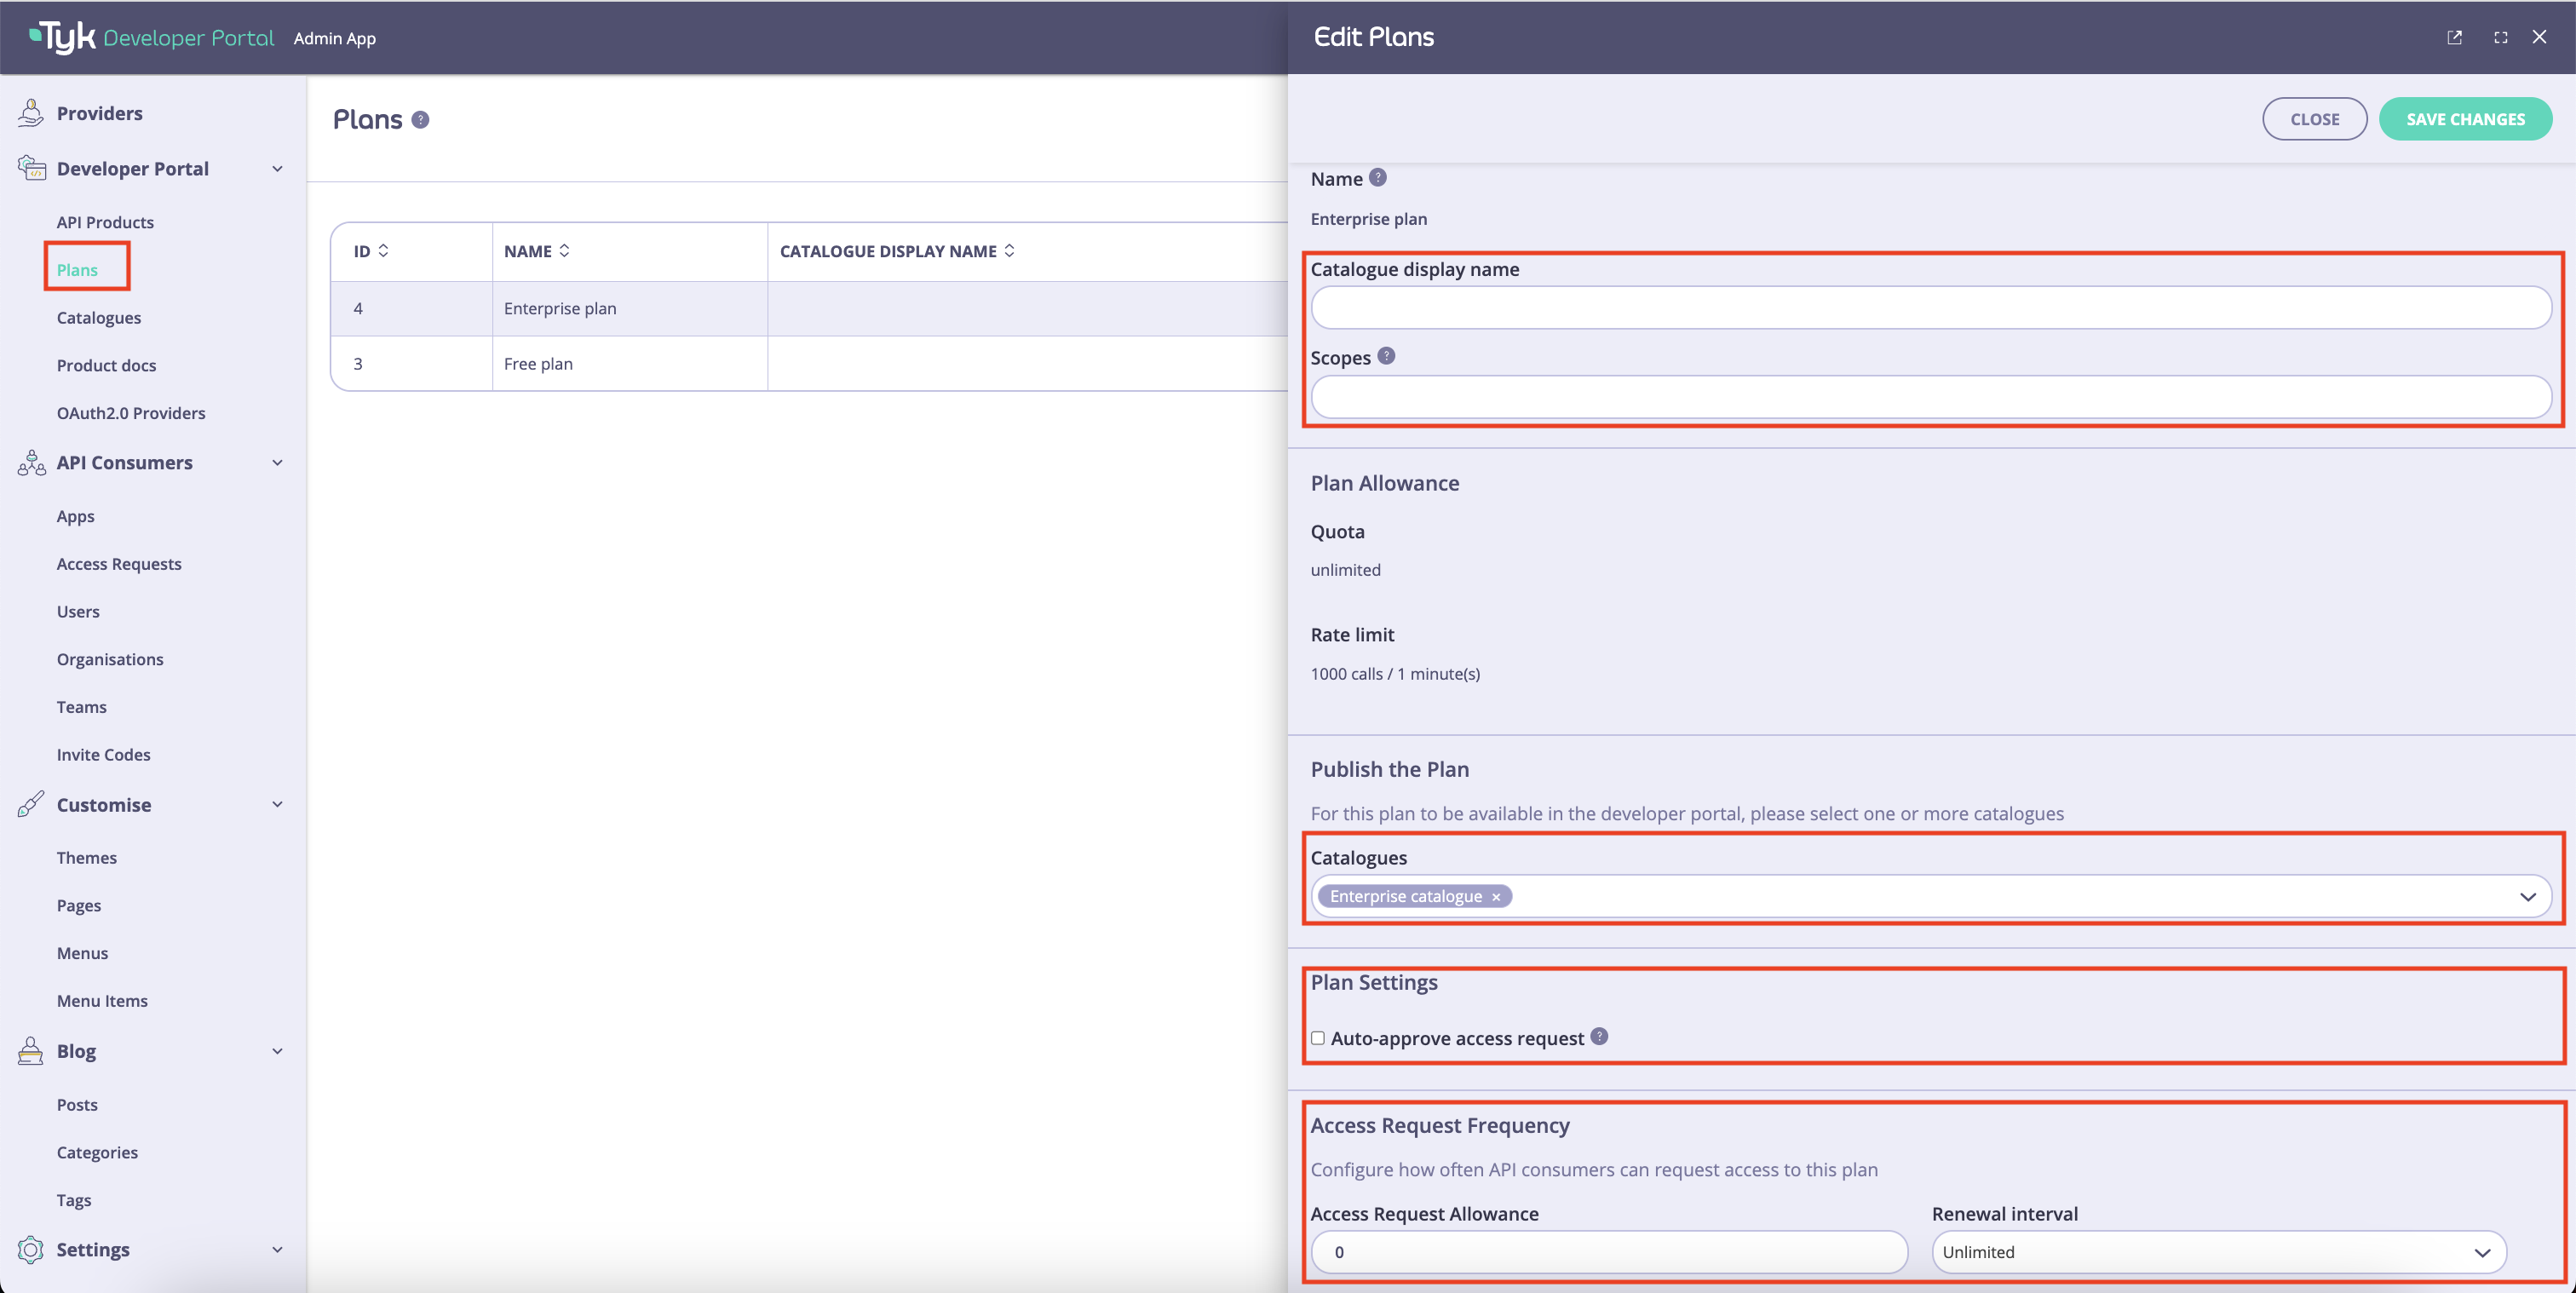 Tyk Developer Portal Admin App
Providers
Developer Portal
API Products
Plans
Catalogues
Product docs
OAuth2.0 Providers
API Consumers
Apps
Access Requests
Users
Organisations
Teams
Invite Codes
Customise
Themes
Pages
Menus
Menu Items
Blog
Posts
Categories
Tags
Settings
Plans ?
ID NAME CATALOGUE DISPLAY NAME
4 Enterprise plan
3 Free plan
Edit Plans
CLOSE SAVE CHANGES
Name ?
Enterprise plan
Catalogue display name
Scopes ?
Plan Allowance
Quota
unlimited
Rate limit
1000 calls / 1 minute(s)
Publish the Plan
For this plan to be available in the developer portal, please select one or more catalogues
Catalogues
Enterprise catalogue ×
Plan Settings
Auto-approve access request ?
Access Request Frequency
Configure how often API consumers can request access to this plan
Access Request Allowance Renewal interval
0 Unlimited